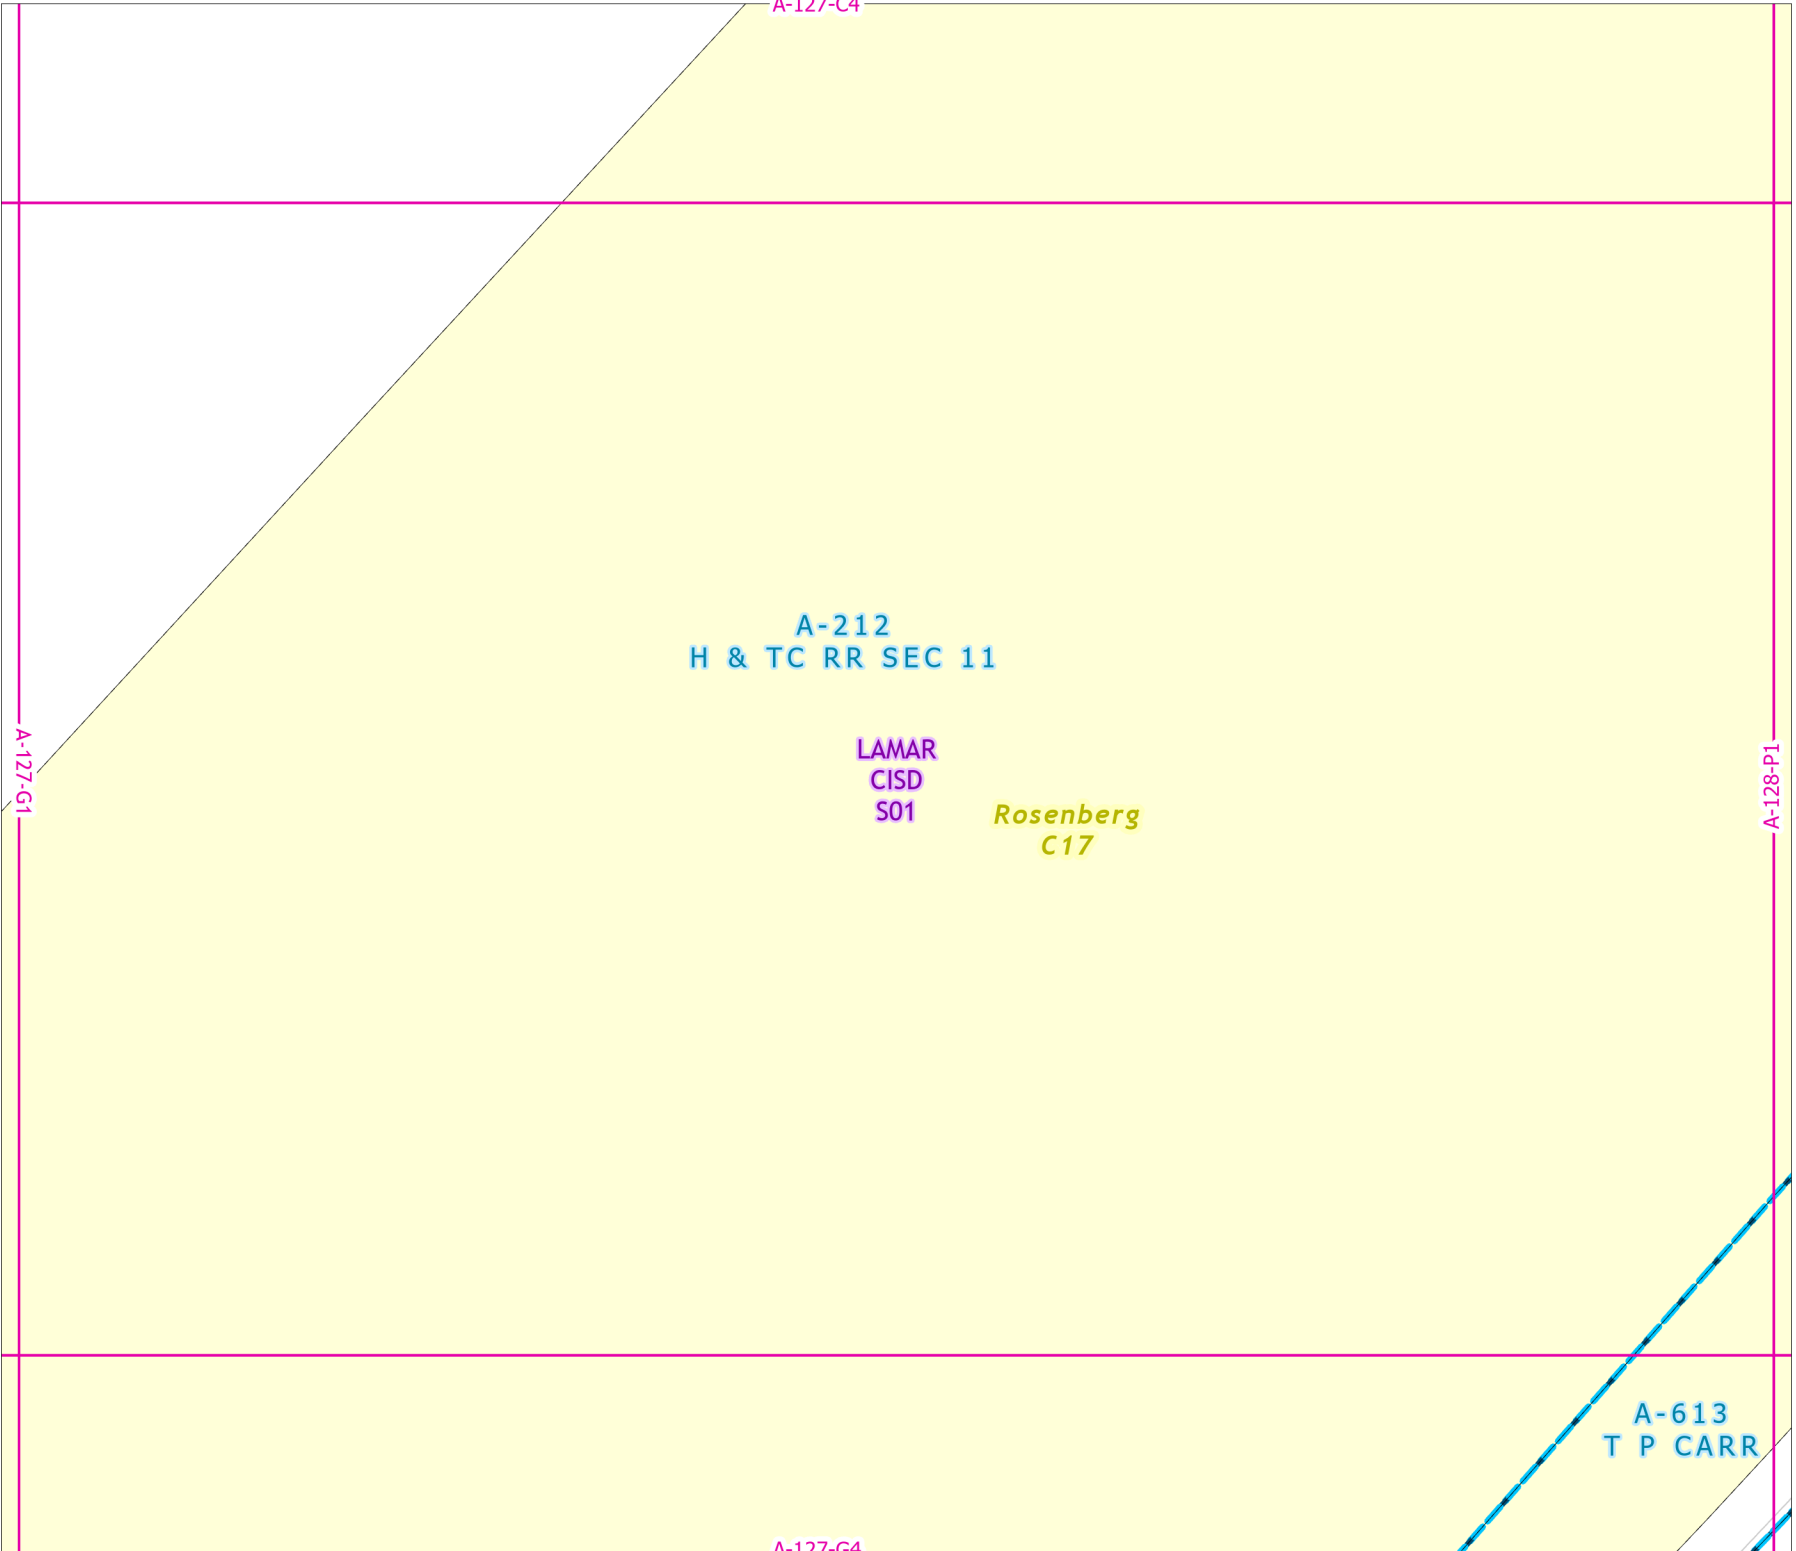 A-127-C4
A-212
H & TC RR SEC 11
A-127-G1
LAMAR
CISD
S01
A-128-P1
Rosenberg
C17
A-613
T P CARR
A-127-G4